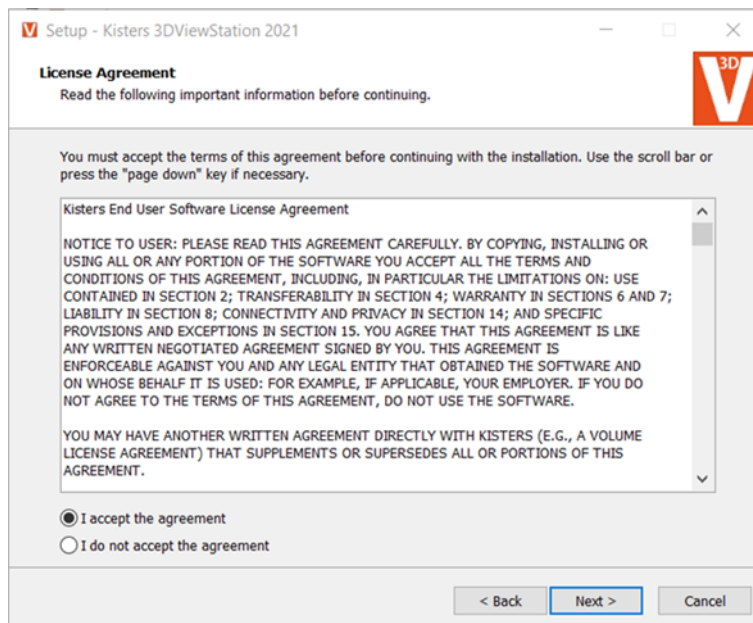 Setup - Kisters 3DViewStation 2021
License Agreement
Read the following important information before continuing.
3D
V
You must accept the terms of this agreement before continuing with the installation. Use the scroll bar or
press the "page down" key if necessary.
Kisters End User Software License Agreement
NOTICE TO USER: PLEASE READ THIS AGREEMENT CAREFULLY. BY COPYING, INSTALLING OR
USING ALL OR ANY PORTION OF THE SOFTWARE YOU ACCEPT ALL THE TERMS AND
CONDITIONS OF THIS AGREEMENT, INCLUDING, IN PARTICULAR THE LIMITATIONS ON: USE
CONTAINED IN SECTION 2; TRANSFERABILITY IN SECTION 4; WARRANTY IN SECTIONS 6 AND 7;
LIABILITY IN SECTION 8; CONNECTIVITY AND PRIVACY IN SECTION 14; AND SPECIFIC
PROVISIONS AND EXCEPTIONS IN SECTION 15. YOU AGREE THAT THIS AGREEMENT IS LIKE
ANY WRITTEN NEGOTIATED AGREEMENT SIGNED BY YOU. THIS AGREEMENT IS
ENFORCEABLE AGAINST YOU AND ANY LEGAL ENTITY THAT OBTAINED THE SOFTWARE AND
ON WHOSE BEHALF IT IS USED: FOR EXAMPLE, IF APPLICABLE, YOUR EMPLOYER. IF YOU DO
NOT AGREE TO THE TERMS OF THIS AGREEMENT, DO NOT USE THE SOFTWARE.
YOU MAY HAVE ANOTHER WRITTEN AGREEMENT DIRECTLY WITH KISTERS (E.G., A VOLUME
LICENSE AGREEMENT) THAT SUPPLEMENTS OR SUPERSEDES ALL OR PORTIONS OF THIS
AGREEMENT.
I accept the agreement
I do not accept the agreement
< Back
Next >
Cancel